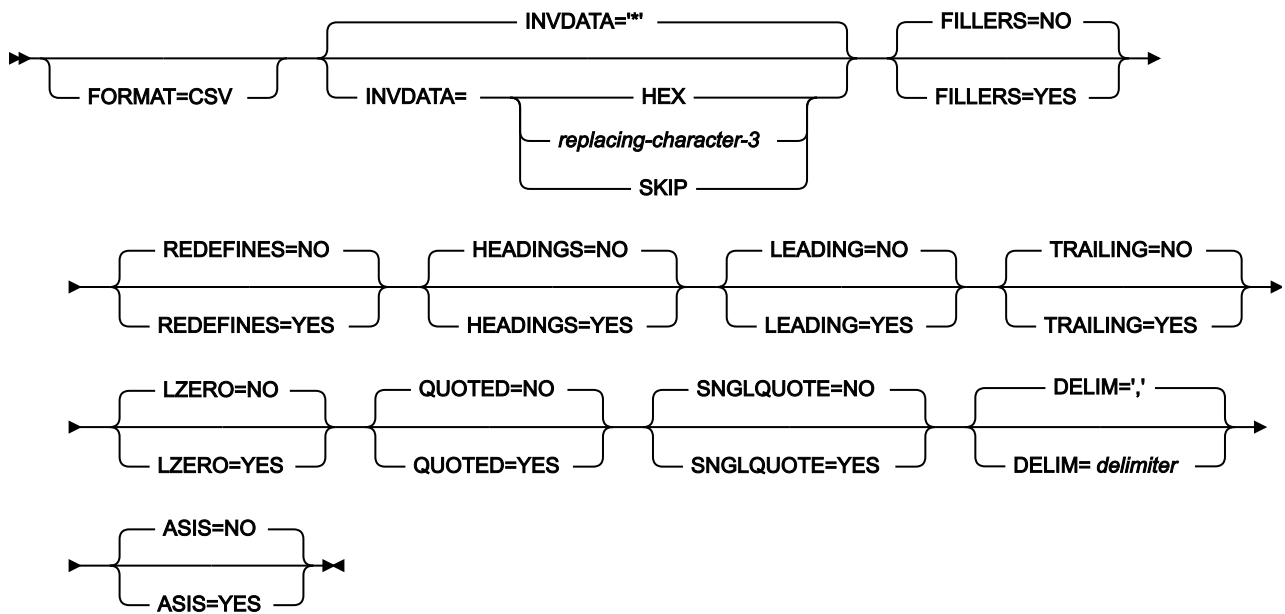 INVDATA='*' FILLERS=NO
FORMAT=CSV INVDATA= HEX FILLERS=YES
replacing-character-3
SKIP
REDEFINES=NO HEADINGS=NO LEADING=NO TRAILING=NO
REDEFINES=YES HEADINGS=YES LEADING=YES TRAILING=YES
LZERO=NO QUOTED=NO SNGLQUOTE=NO DELIM=','
LZERO=YES QUOTED=YES SNGLQUOTE=YES DELIM= delimiter
ASIS=NO
ASIS=YES